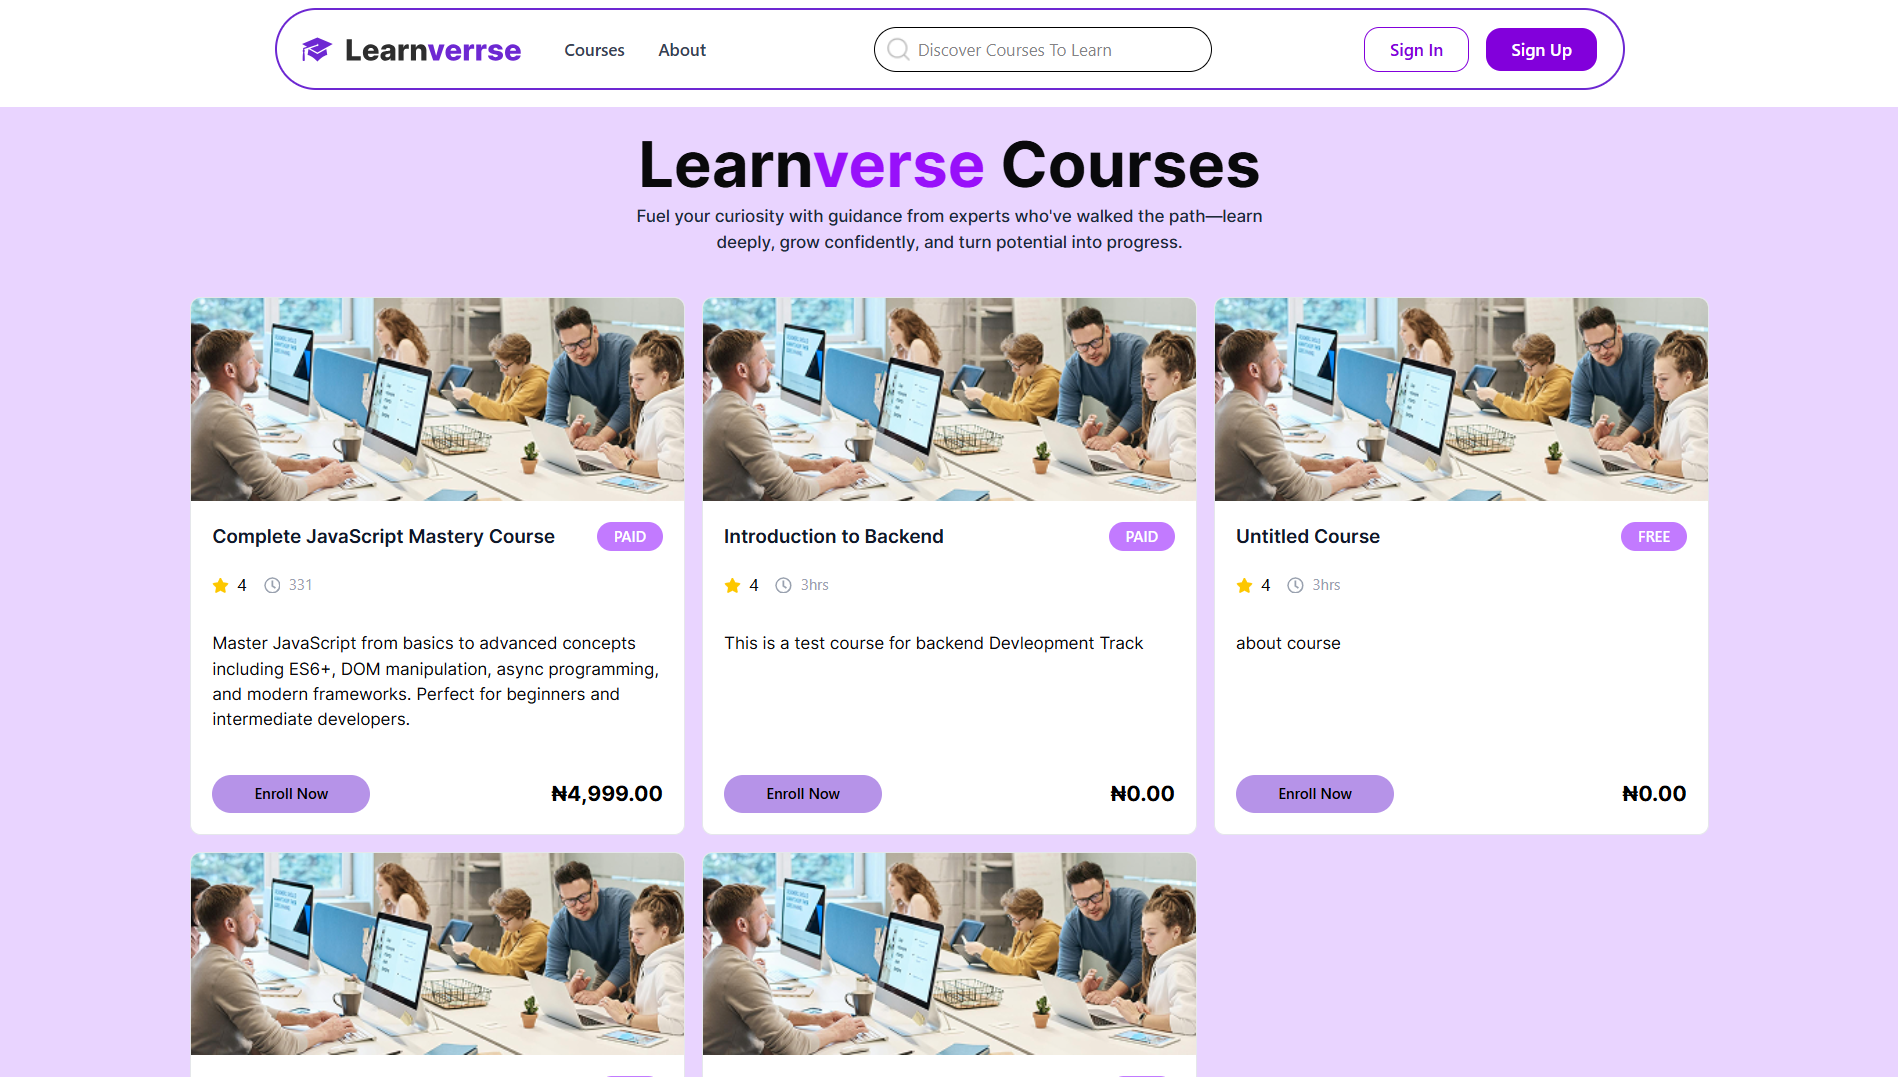 Learnverrse
Courses
About
Discover Courses To Learn
Sign In
Sign Up
Learnverse Courses
Fuel your curiosity with guidance from experts who've walked the path—learn
deeply, grow confidently, and turn potential into progress.
Complete JavaScript Mastery Course
PAID
4
331
Master JavaScript from basics to advanced concepts
including ES6+, DOM manipulation, async programming,
and modern frameworks. Perfect for beginners and
intermediate developers.
Enroll Now
₦4,999.00
Introduction to Backend
PAID
4
3hrs
This is a test course for backend Devleopment Track
Enroll Now
₦0.00
Untitled Course
FREE
4
3hrs
about course
Enroll Now
₦0.00